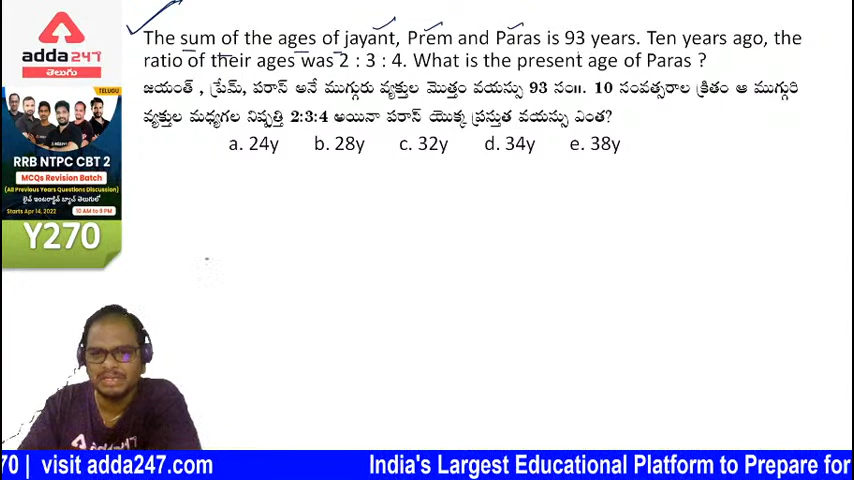 The sum of the ages of jayant, Prem and Paras is 93 years. Ten years ago, the
ratio of their ages was 2 : 3 : 4. What is the present age of Paras ?
జయంత్ , ప్రేమ్, పరాస్ అనే ముగ్గురు వ్యక్తుల మొత్తం వయస్సు 93 సం॥. 10 సంవత్సరాల క్రితం ఆ ముగ్గురి
వ్యక్తుల మధ్యగల నిష్పత్తి 2:3:4 అయినా పరాస్ యొక్క ప్రస్తుత వయస్సు ఎంత?
a. 24y b. 28y c. 32y d. 34y e. 38y
adda247
తెలుగు
TELUGU
RRB NTPC CBT 2
MCQs Revision Batch
(All Previous Years Questions Discussion)
లైవ్ ఇంటరాక్టివ్ బ్యాచ్ తెలుగులో
Starts Apr 14, 2022 10 AM to 9 PM
Y270
70 | visit adda247.com India's Largest Educational Platform to Prepare for